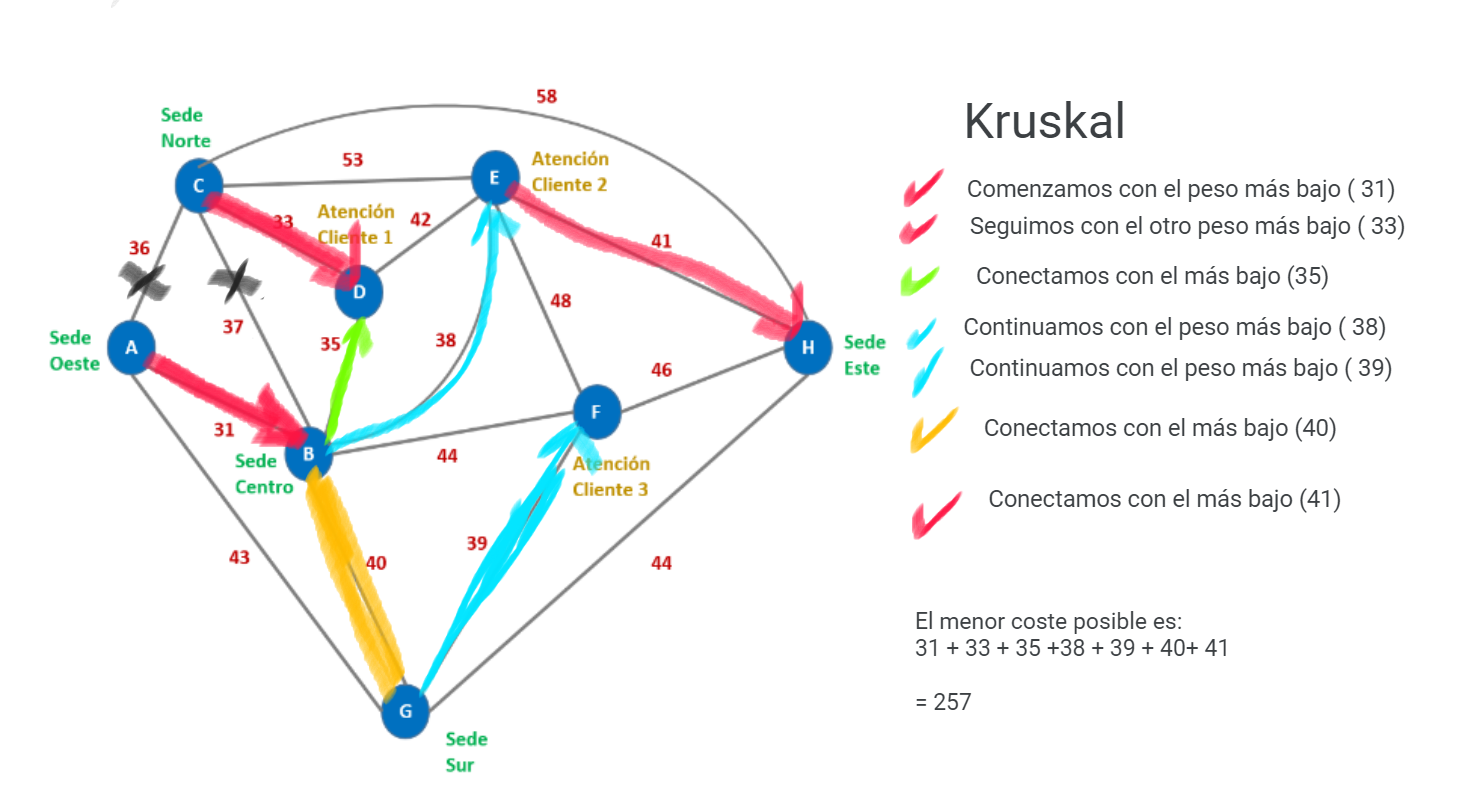 58
Sede
Norte
53
C
E
Atención
Cliente 2
33
Atención
Cliente 1
42
36
41
D
48
37
35
38
Sede
Oeste
A
H
Sede
Este
46
31
F
B
44
Sede
Centro
Atención
Cliente 3
43
40
39
44
G
Sede
Sur
Kruskal
Comenzamos con el peso más bajo ( 31)
Seguimos con el otro peso más bajo ( 33)
Conectamos con el más bajo (35)
Continuamos con el peso más bajo ( 38)
Continuamos con el peso más bajo ( 39)
Conectamos con el más bajo (40)
Conectamos con el más bajo (41)
El menor coste posible es:
31 + 33 + 35 +38 + 39 + 40+ 41
= 257